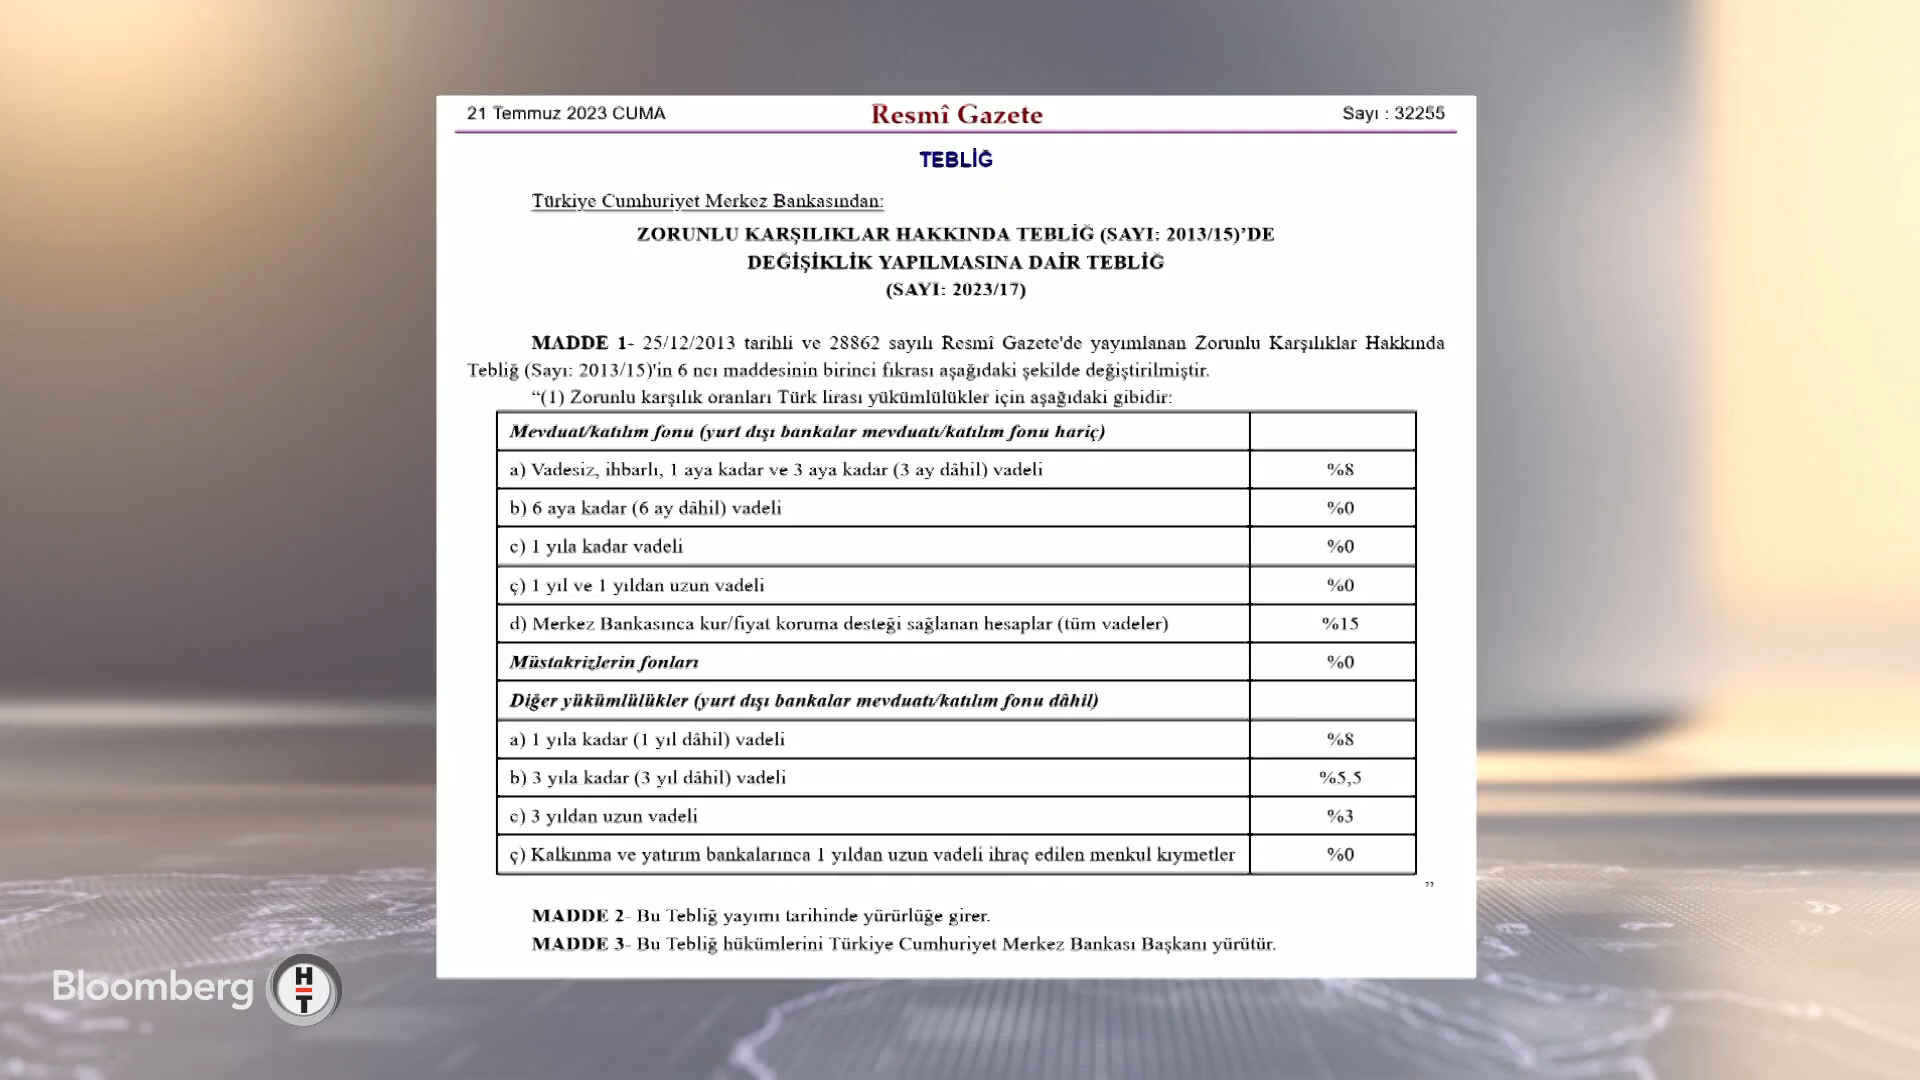 21 Temmuz 2023 CUMA
Resmî Gazete
Sayı : 32255
TEBLİĞ
Türkiye Cumhuriyet Merkez Bankasından:
ZORUNLU KARŞILIKLAR HAKKINDA TEBLİĞ (SAYI: 2013/15)’DE
DEĞİŞİKLİK YAPILMASINA DAİR TEBLİĞ
(SAYI: 2023/17)
MADDE 1- 25/12/2013 tarihli ve 28862 sayılı Resmî Gazete'de yayımlanan Zorunlu Karşılıklar Hakkında
Tebliğ (Sayı: 2013/15)'in 6 ncı maddesinin birinci fıkrası aşağıdaki şekilde değiştirilmiştir.
“(1) Zorunlu karşılık oranları Türk lirası yükümlülükler için aşağıdaki gibidir:
Mevduat/katılım fonu (yurt dışı bankalar mevduatı/katılım fonu hariç)
a) Vadesiz, ihbarlı, 1 aya kadar ve 3 aya kadar (3 ay dâhil) vadeli %8
b) 6 aya kadar (6 ay dâhil) vadeli %0
c) 1 yıla kadar vadeli %0
ç) 1 yıl ve 1 yıldan uzun vadeli %0
d) Merkez Bankasınca kur/fiyat koruma desteği sağlanan hesaplar (tüm vadeler) %15
Müstakrizlerin fonları %0
Diğer yükümlülükler (yurt dışı bankalar mevduatı/katılım fonu dâhil)
a) 1 yıla kadar (1 yıl dâhil) vadeli %8
b) 3 yıla kadar (3 yıl dâhil) vadeli %5,5
c) 3 yıldan uzun vadeli %3
ç) Kalkınma ve yatırım bankalarınca 1 yıldan uzun vadeli ihraç edilen menkul kıymetler %0
”
MADDE 2- Bu Tebliğ yayımı tarihinde yürürlüğe girer.
MADDE 3- Bu Tebliğ hükümlerini Türkiye Cumhuriyet Merkez Bankası Başkanı yürütür.
Bloomberg HT